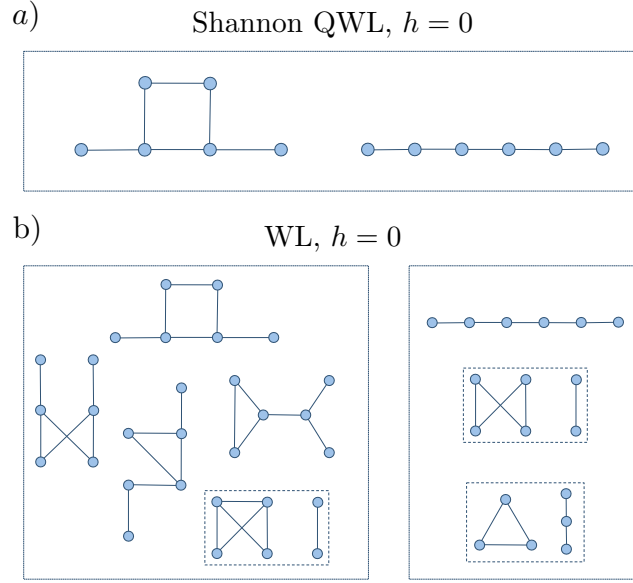 a)
Shannon QWL, h = 0
b)
WL, h = 0